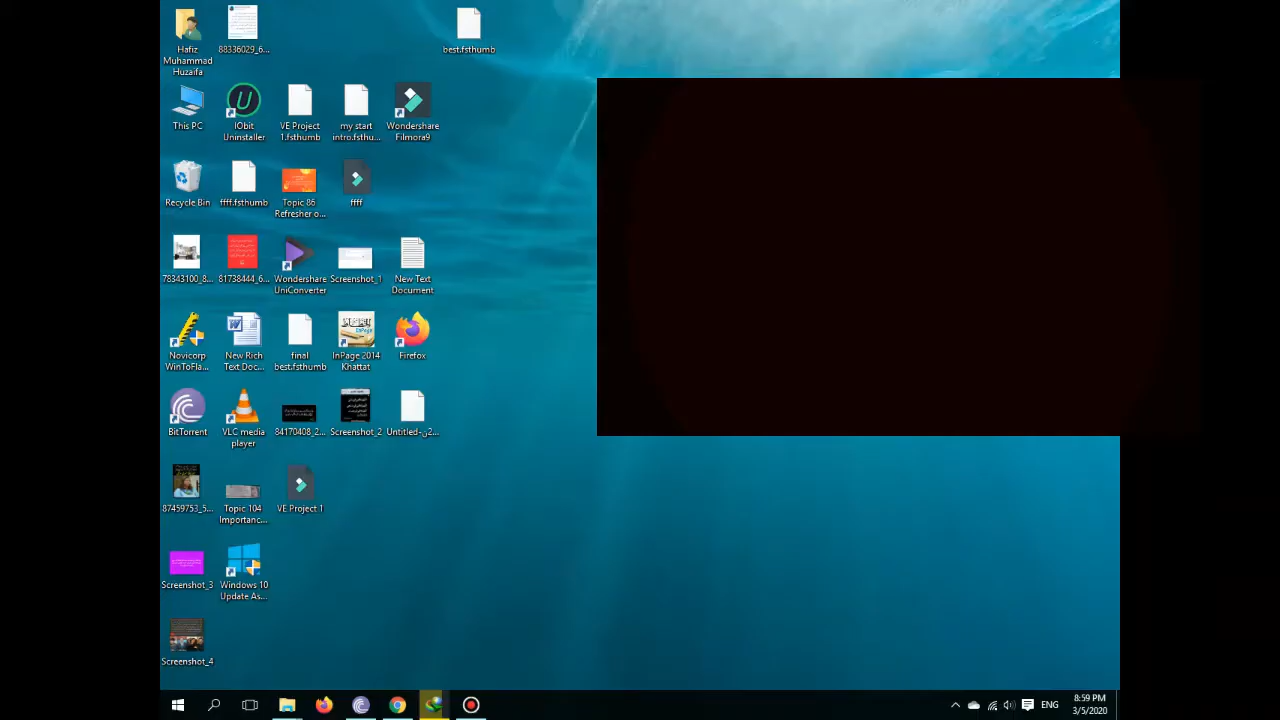 Hafiz
Muhammad
Huzaifa
88336029_6...
best.fsthumb
This PC
IObit
Uninstaller
VE Project
1.fsthumb
my start
intro.fsthu...
Wondershare
Filmora9
Recycle Bin
ffff.fsthumb
Topic 86
Refresher o...
ffff
78343100_8...
81738444_6...
Wondershare
UniConverter
Screenshot_1
New Text
Document
Novicorp
WinToFla...
New Rich
Text Doc...
final
best.fsthumb
InPage 2014
Khattat
Firefox
BitTorrent
VLC media
player
84170408_2...
Screenshot_2
Untitled-2ن...
87459753_5...
Topic 104
Importanc...
VE Project 1
Screenshot_3
Windows 10
Update As...
Screenshot_4
ENG
8:59 PM
3/5/2020